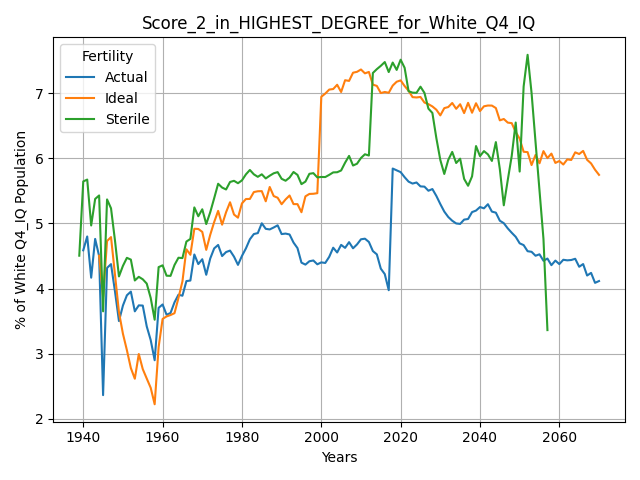 Score_2_in_HIGHEST_DEGREE_for_White_Q4_IQ
Fertility
Actual
Ideal
Sterile
% of White Q4_IQ Population
7
6
5
4
3
2
1940
1960
1980
2000
2020
2040
2060
Years